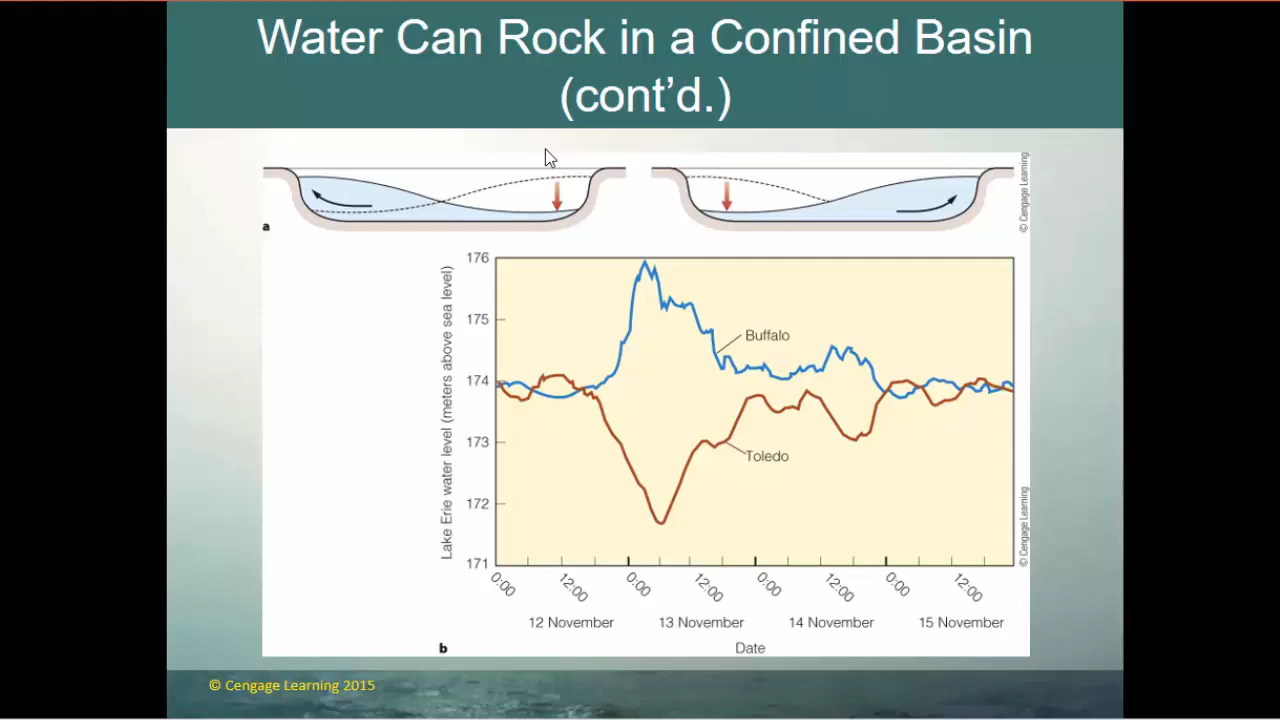 Water Can Rock in a Confined Basin
(cont’d.)
© Cengage Learning
a
Lake Erie water level (meters above sea level)
176
175
174
173
172
171
Buffalo
Toledo
© Cengage Learning
0:00 12:00 0:00 12:00 0:00 12:00 0:00 12:00
12 November 13 November 14 November 15 November
b Date
© Cengage Learning 2015